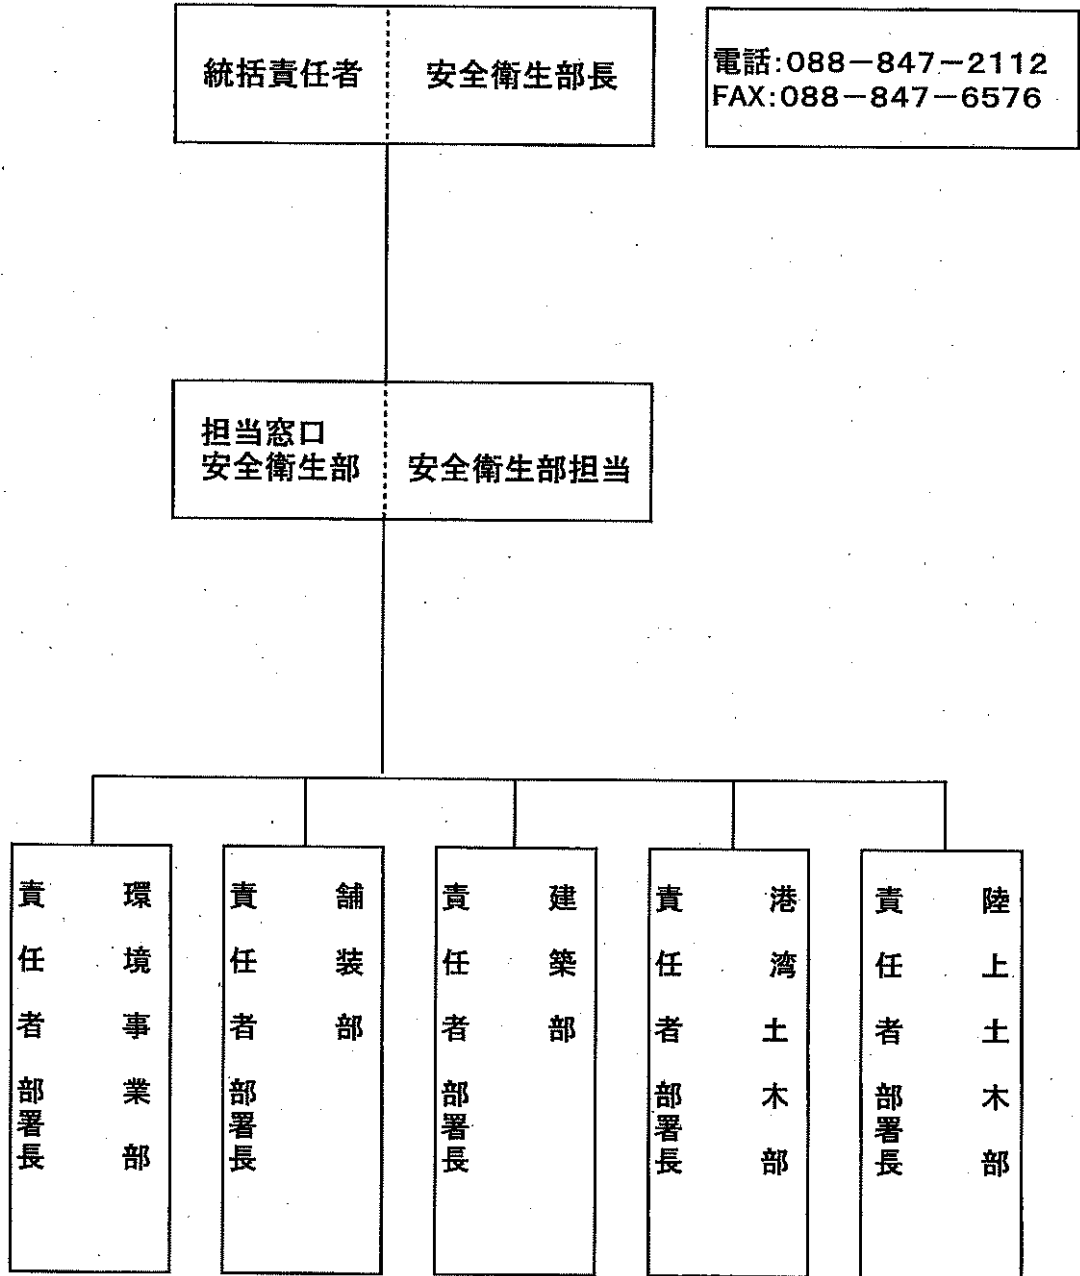 統括責任者 安全衛生部長
電話:088−847−2112
FAX:088−847−6576
担当窓口
安全衛生部
安全衛生部担当
陸上土木部
責任者部署長
港湾土木部
責任者部署長
建築部
責任者部署長
舗装部
責任者部署長
環境事業部
責任者部署長